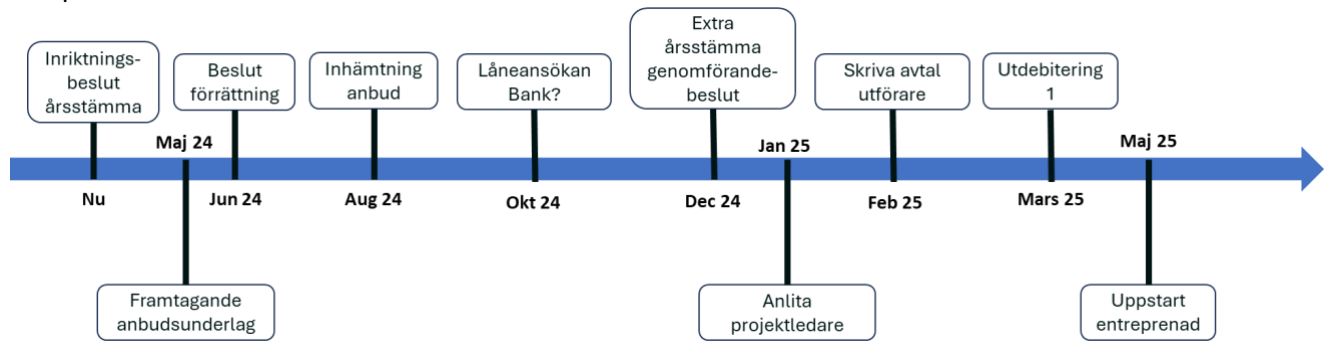 Inriktnings-
beslut
årsstämma
Beslut
förrättning
Inhämtning
anbud
Låneansökan
Bank?
Extra
årsstämma
genomförande-
beslut
Skriva avtal
utförare
Utdebitering
1
Maj 24
Jan 25
Maj 25
Nu
Jun 24
Aug 24
Okt 24
Dec 24
Feb 25
Mars 25
Framtagande
anbudsunderlag
Anlita
projektledare
Uppstart
entreprenad